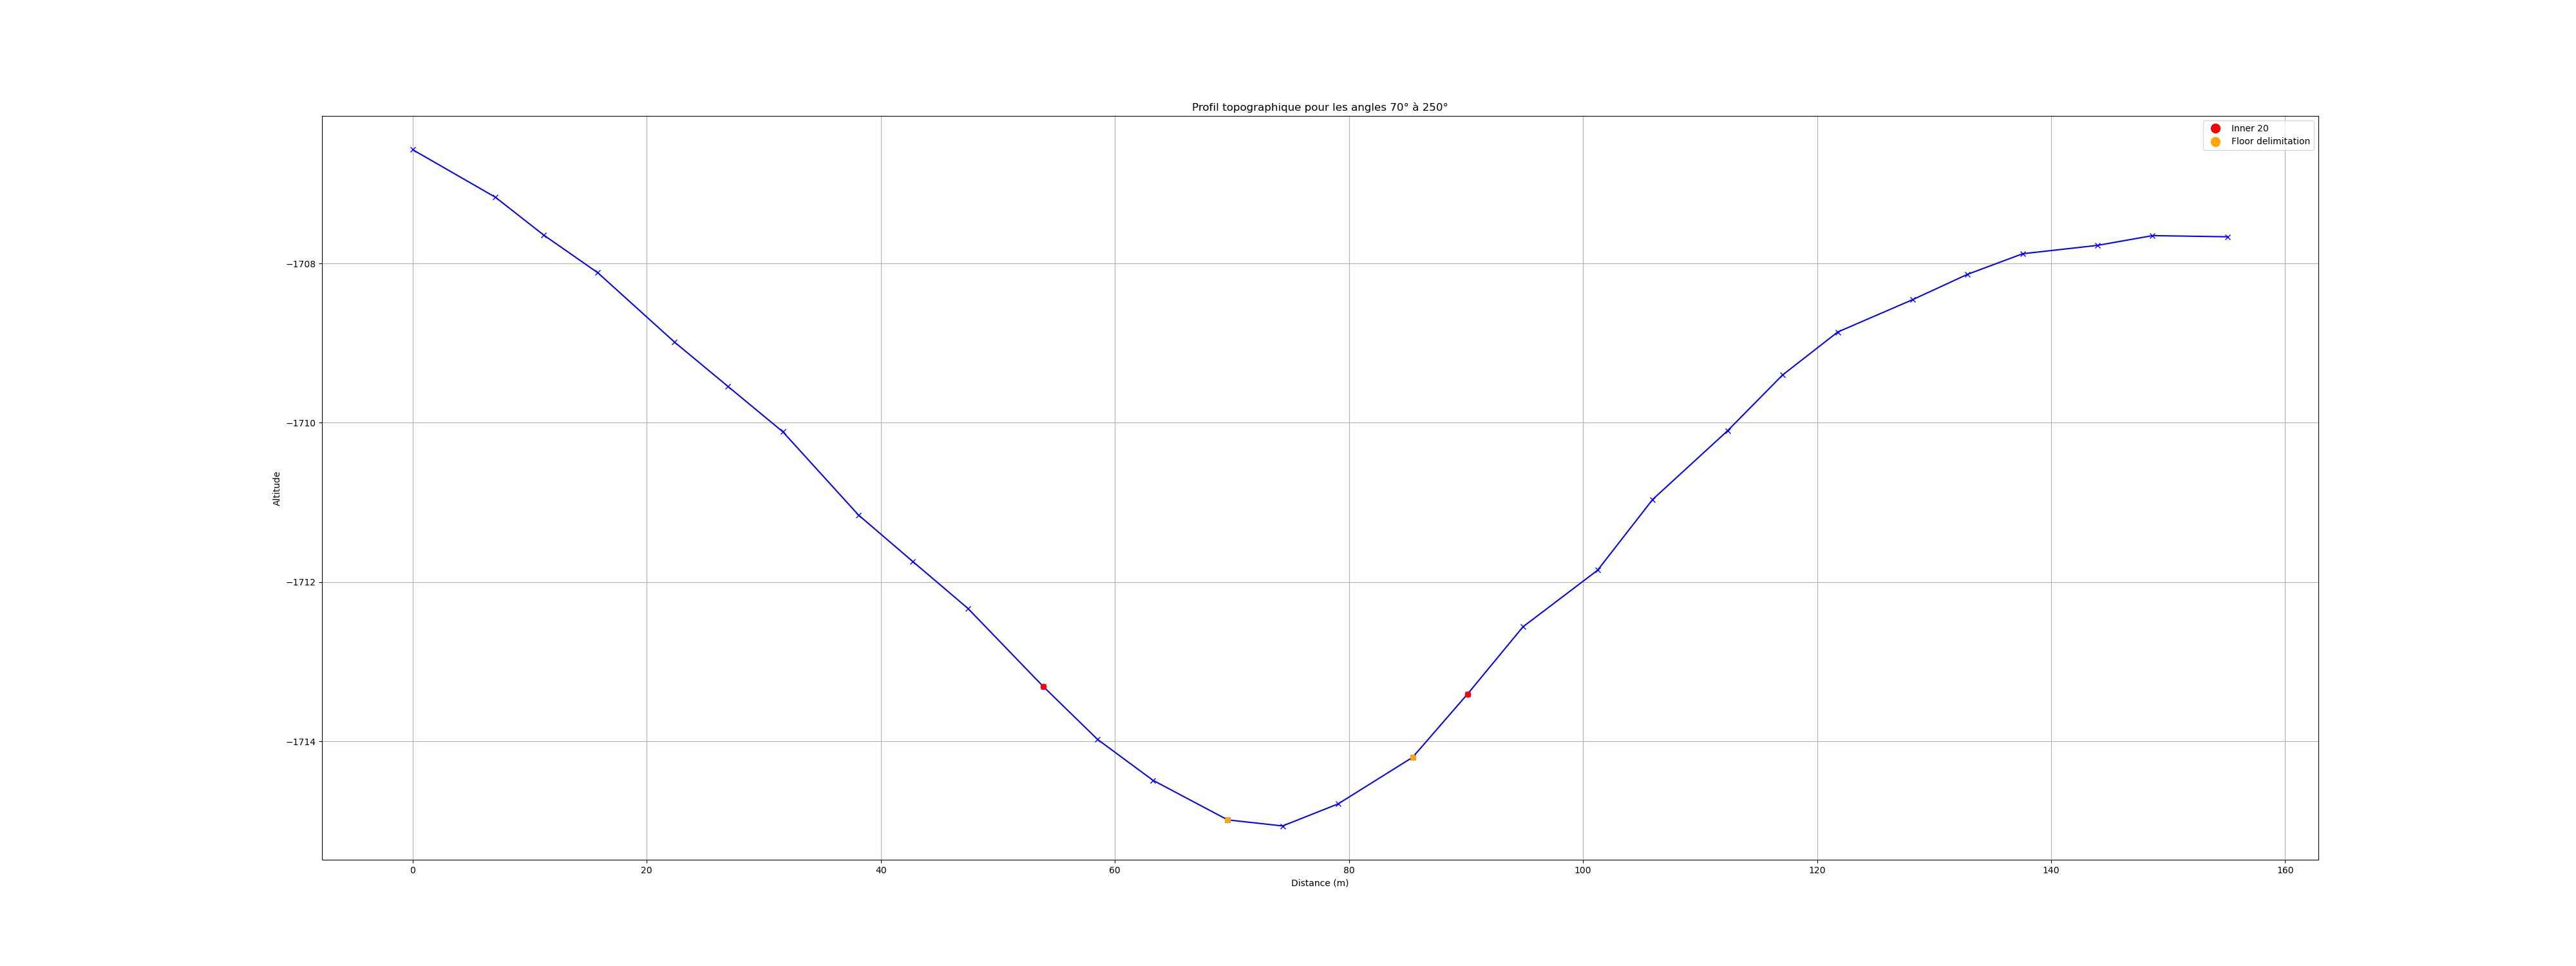 Profil topographique pour les angles 70° à 250°
Inner 20
Floor delimitation
−1708
−1710
−1712
−1714
Altitude
0 20 40 60 80 100 120 140 160
Distance (m)